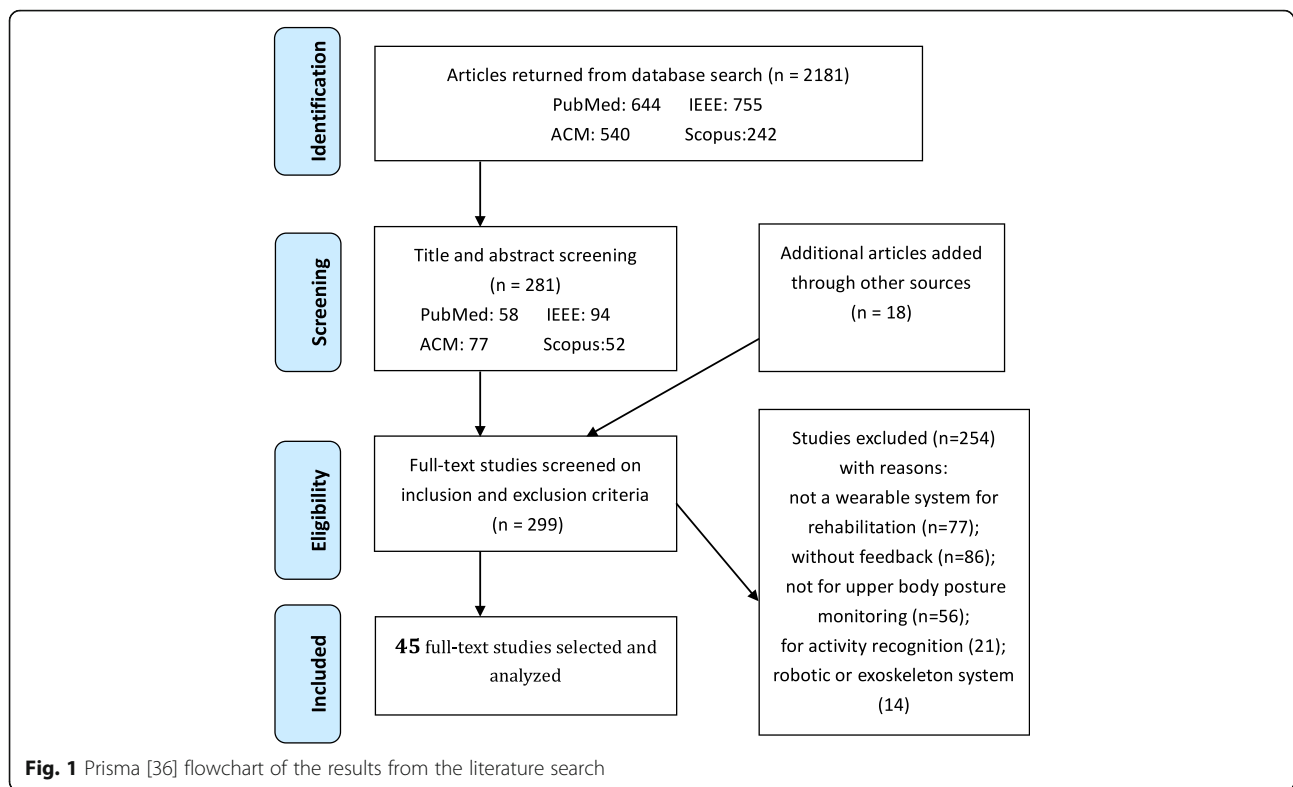 Identification
Articles returned from database search (n = 2181)
PubMed: 644 IEEE: 755
ACM: 540 Scopus:242
Screening
Title and abstract screening
(n = 281)
PubMed: 58 IEEE: 94
ACM: 77 Scopus:52
Additional articles added
through other sources
(n = 18)
Eligibility
Full-text studies screened on
inclusion and exclusion criteria
(n = 299)
Studies excluded (n=254)
with reasons:
not a wearable system for
rehabilitation (n=77);
without feedback (n=86);
not for upper body posture
monitoring (n=56);
for activity recognition (21);
robotic or exoskeleton system
(14)
Included
45 full-text studies selected and
analyzed
Fig. 1 Prisma [36] flowchart of the results from the literature search